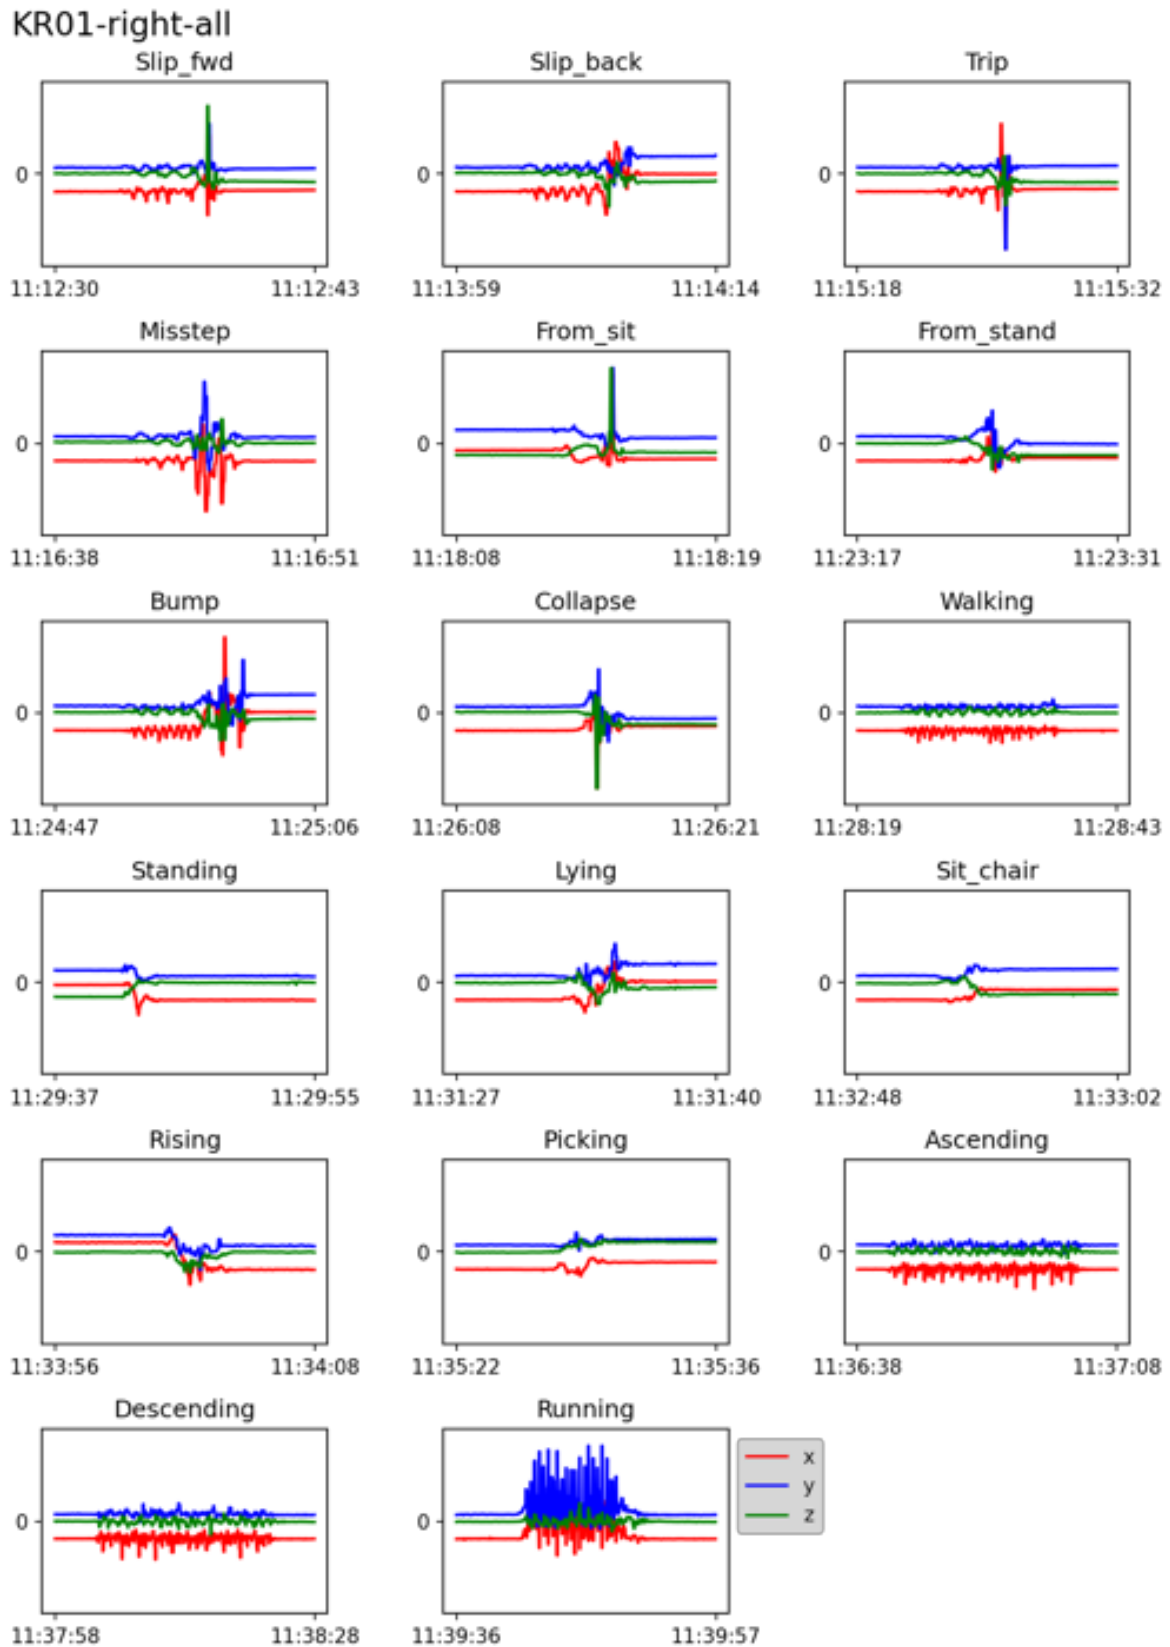 KR01-right-all
Slip_fwd Slip_back Trip
0 0 0
11:12:30 11:12:43 11:13:59 11:14:14 11:15:18 11:15:32
Misstep From_sit From_stand
0 0 0
11:16:38 11:16:51 11:18:08 11:18:19 11:23:17 11:23:31
Bump Collapse Walking
0 0 0
11:24:47 11:25:06 11:26:08 11:26:21 11:28:19 11:28:43
Standing Lying Sit_chair
0 0 0
11:29:37 11:29:55 11:31:27 11:31:40 11:32:48 11:33:02
Rising Picking Ascending
0 0 0
11:33:56 11:34:08 11:35:22 11:35:36 11:36:38 11:37:08
Descending Running
x
y
0 0
z
11:37:58 11:38:28 11:39:36 11:39:57